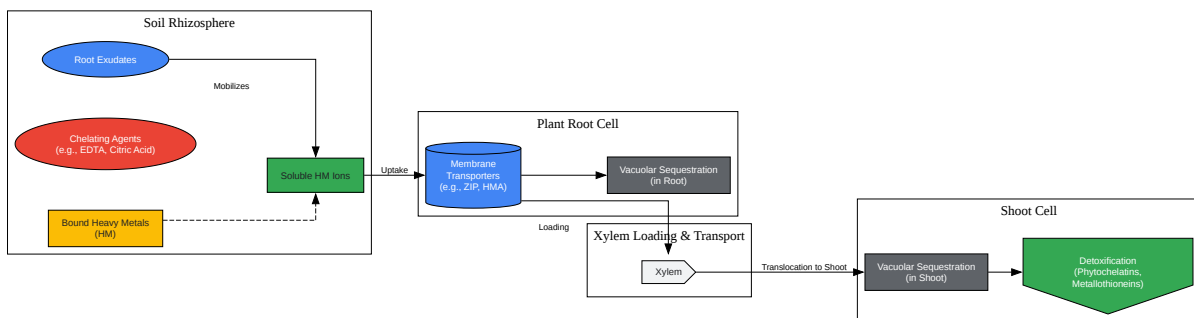 Soil Rhizosphere
Root Exudates
Mobilizes
Chelating Agents
(e.g., EDTA, Citric Acid)
Soluble HM Ions
Bound Heavy Metals
(HM)
Uptake
Plant Root Cell
Membrane
Transporters
(e.g., ZIP, HMA)
Vacuolar Sequestration
(in Root)
Loading
Xylem Loading & Transport
Xylem
Translocation to Shoot
Shoot Cell
Vacuolar Sequestration
(in Shoot)
Detoxification
(Phytochelatins,
Metallothioneins)